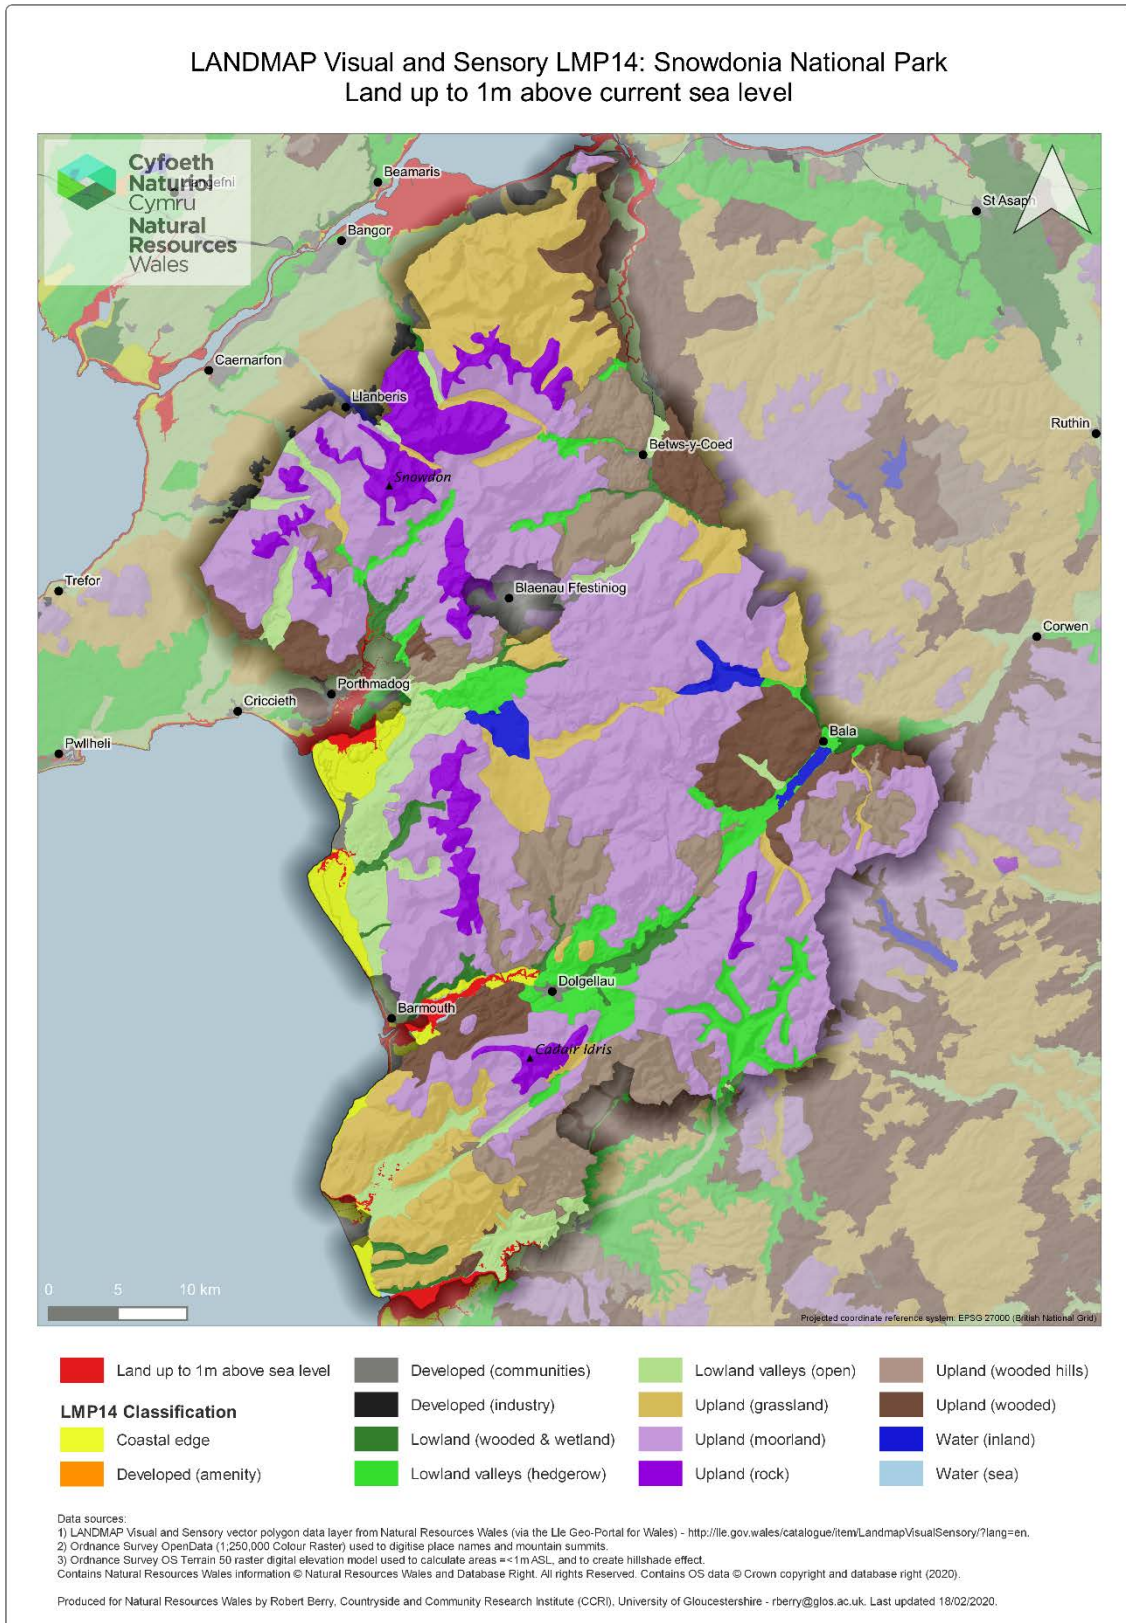 LANDMAP Visual and Sensory LMP14: Snowdonia National Park
Land up to 1m above current sea level
Cyfoeth
Naturiol
Cymru
Natural
Resources
Wales
Beamaris
St Asaph
Bangor
Caernarfon
Llanberis
Ruthin
Betws-y-Coed
Snowdon
Trefor
Blaenau Ffestiniog
Corwen
Porthmadog
Criccieth
Pwllheli
Bala
Dolgellau
Barmouth
Cadair Idris
0 5 10 km
Projected coordinate reference system: EPSG 27000 (British National Grid)
Land up to 1m above sea level
LMP14 Classification
Coastal edge
Developed (amenity)
Developed (communities)
Developed (industry)
Lowland (wooded & wetland)
Lowland valleys (hedgerow)
Lowland valleys (open)
Upland (grassland)
Upland (moorland)
Upland (rock)
Upland (wooded hills)
Upland (wooded)
Water (inland)
Water (sea)
Data sources:
1) LANDMAP Visual and Sensory vector polygon data layer from Natural Resources Wales (via the Lle Geo-Portal for Wales) - http://lle.gov.wales/catalogue/item/LandmapVisualSensory/?lang=en.
2) Ordnance Survey OpenData (1;250,000 Colour Raster) used to digitise place names and mountain summits.
3) Ordnance Survey OS Terrain 50 raster digital elevation model used to calculate areas =<1m ASL, and to create hillshade effect.
Contains Natural Resources Wales information © Natural Resources Wales and Database Right. All rights Reserved. Contains OS data © Crown copyright and database right (2020).
Produced for Natural Resources Wales by Robert Berry, Countryside and Community Research Institute (CCRI), University of Gloucestershire - rberry@glos.ac.uk. Last updated 18/02/2020.